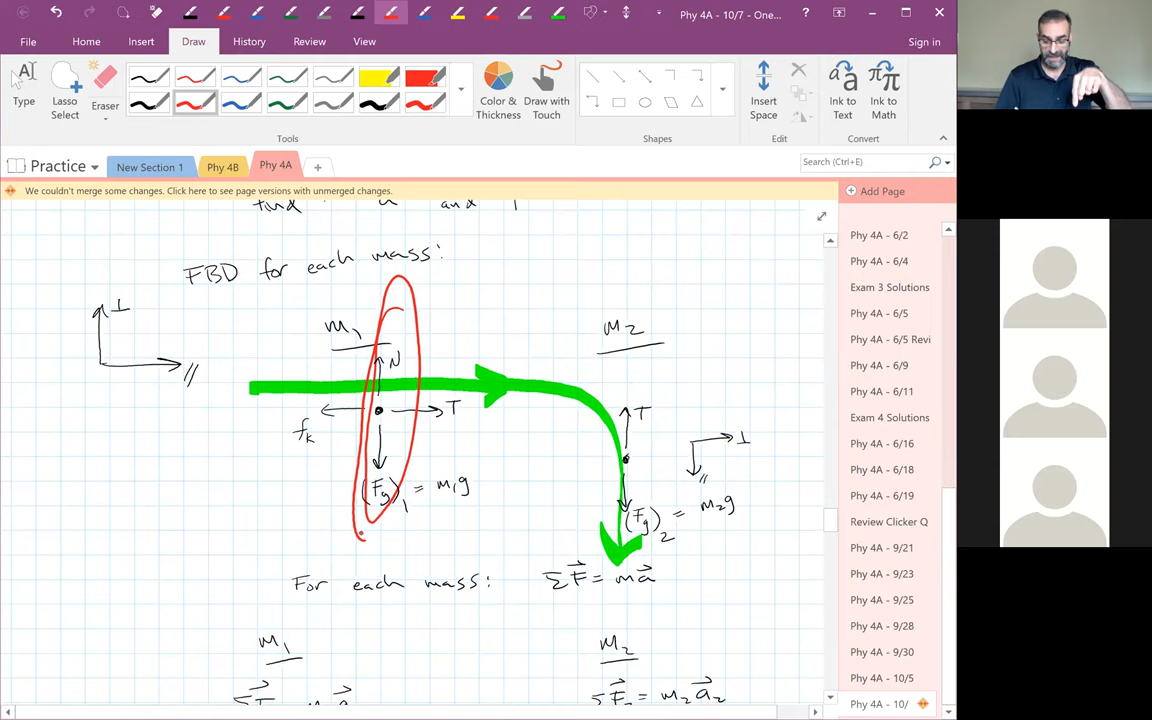 Phy 4A - 10/7 - One...
File Home Insert Draw History Review View Sign in
Type Lasso Select Eraser Color & Thickness Draw with Touch Insert Space Ink to Text Ink to Math
Tools Shapes Edit Convert
Practice New Section 1 Phy 4B Phy 4A + Search (Ctrl+E)
We couldn't merge some changes. Click here to see page versions with unmerged changes.
Add Page
Phy 4A - 6/2
Phy 4A - 6/4
Exam 3 Solutions
Phy 4A - 6/5
Phy 4A - 6/5 Revi
Phy 4A - 6/9
Phy 4A - 6/11
Exam 4 Solutions
Phy 4A - 6/16
Phy 4A - 6/18
Phy 4A - 6/19
Review Clicker Q
Phy 4A - 9/21
Phy 4A - 9/23
Phy 4A - 9/25
Phy 4A - 9/28
Phy 4A - 9/30
Phy 4A - 10/5
Phy 4A - 10/
find and
FBD for each mass:
⊥
//
m₁
N
T
fₖ
(Fg)₁ = m₁g
m₂
T
⊥
//
(Fg)₂ = m₂g
For each mass: ΣF⃗ = ma⃗
m₁
m₂
ΣF⃗₂ = m₂a⃗₂